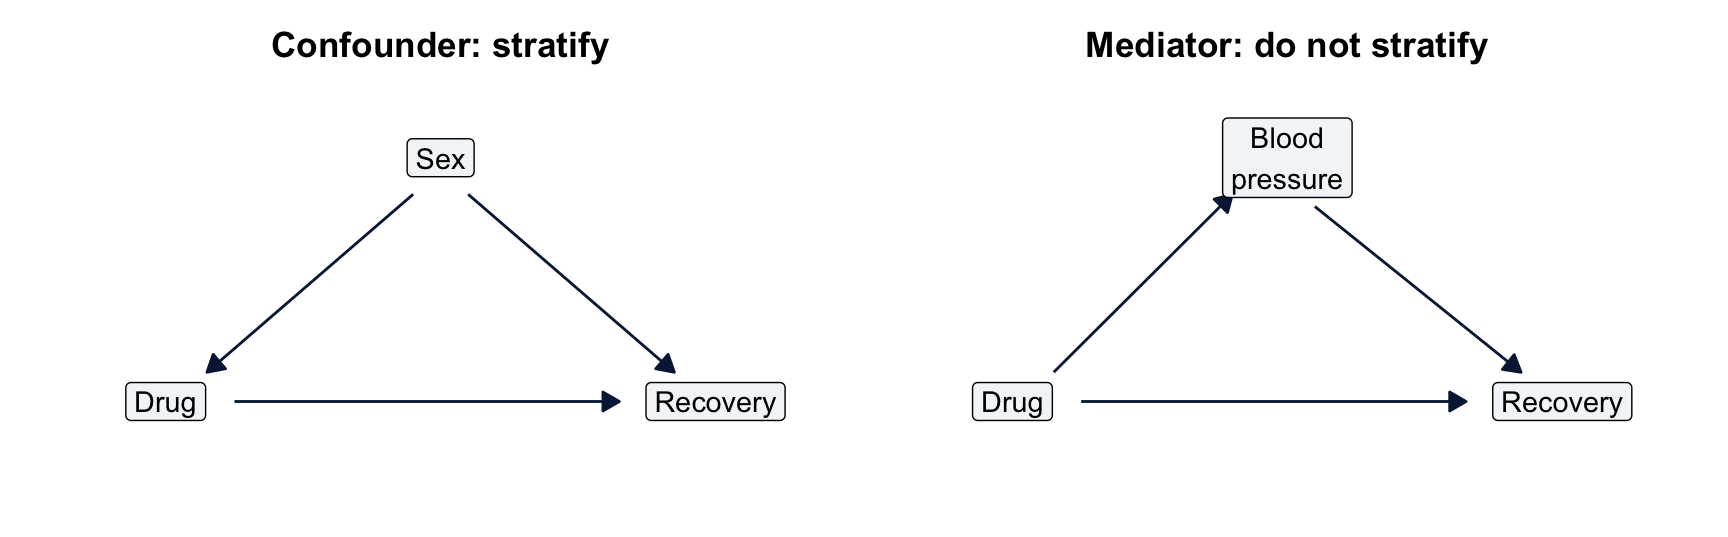 Confounder: stratify
Sex
Drug
Recovery
Mediator: do not stratify
Blood
pressure
Drug
Recovery